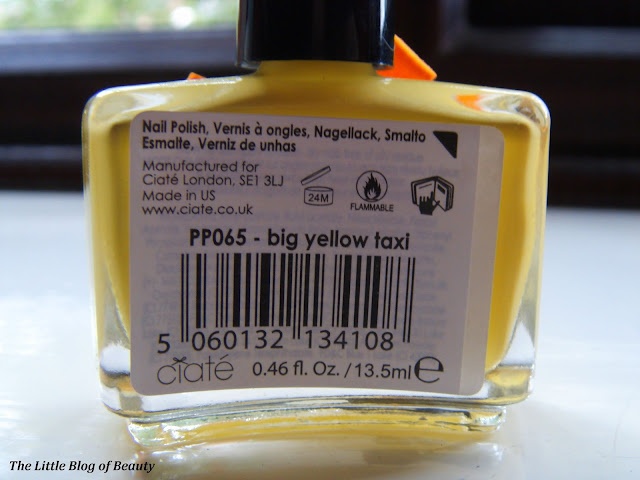 Nail Polish, Vernis à ongles, Nagellack, Smalto
Esmalte, Verniz de unhas
Manufactured for
Ciaté London, SE1 3LJ
Made in US
www.ciate.co.uk
24M
FLAMMABLE
PP065 - big yellow taxi
5 060132 134108
ciaté
0.46 fl. Oz. / 13.5ml e
The Little Blog of Beauty